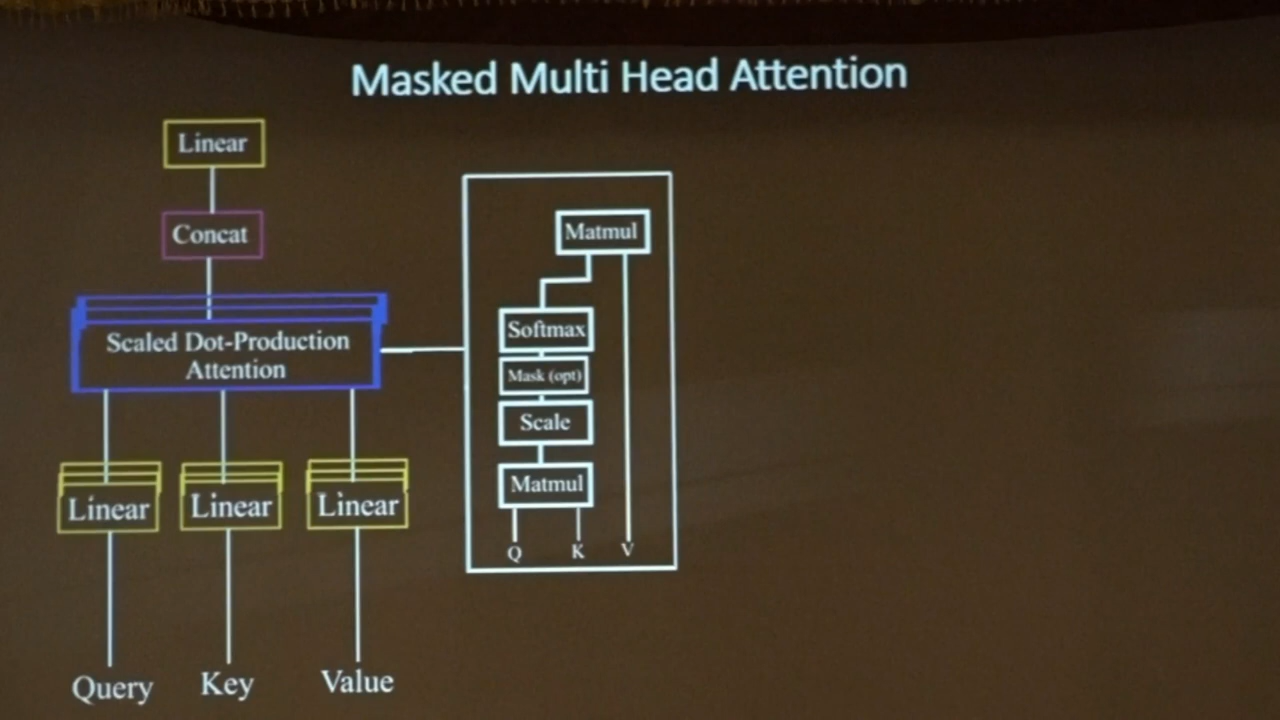 Masked Multi Head Attention
Linear
Concat
Scaled Dot-Production
Attention
Linear Linear Linear
Query Key Value
Matmul
Softmax
Mask (opt)
Scale
Matmul
Q K V